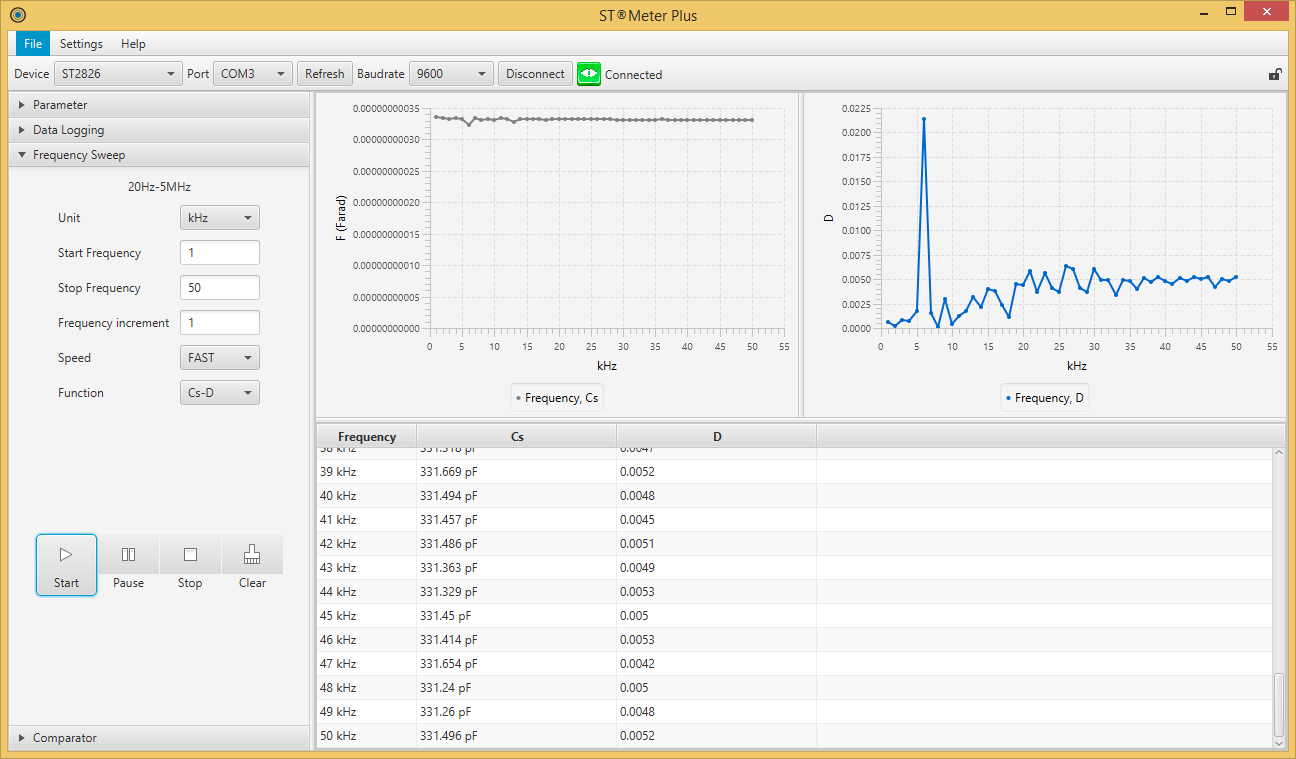 ST®Meter Plus
File Settings Help
Device ST2826 Port COM3 Refresh Baudrate 9600 Disconnect Connected
Parameter
Data Logging
Frequency Sweep
20Hz-5MHz
Unit kHz
Start Frequency 1
Stop Frequency 50
Frequency increment 1
Speed FAST
Function Cs-D
Start Pause Stop Clear
Comparator
F (Farad)
0.00000000035
0.00000000030
0.00000000025
0.00000000020
0.00000000015
0.00000000010
0.00000000005
0.00000000000
0 5 10 15 20 25 30 35 40 45 50 55
kHz
Frequency, Cs
D
0.0225
0.0200
0.0175
0.0150
0.0125
0.0100
0.0075
0.0050
0.0025
0.0000
0 5 10 15 20 25 30 35 40 45 50 55
kHz
Frequency, D
Frequency Cs D
38 kHz 331.518 pF 0.0047
39 kHz 331.669 pF 0.0052
40 kHz 331.494 pF 0.0048
41 kHz 331.457 pF 0.0045
42 kHz 331.486 pF 0.0051
43 kHz 331.363 pF 0.0049
44 kHz 331.329 pF 0.0053
45 kHz 331.45 pF 0.005
46 kHz 331.414 pF 0.0053
47 kHz 331.654 pF 0.0042
48 kHz 331.24 pF 0.005
49 kHz 331.26 pF 0.0048
50 kHz 331.496 pF 0.0052